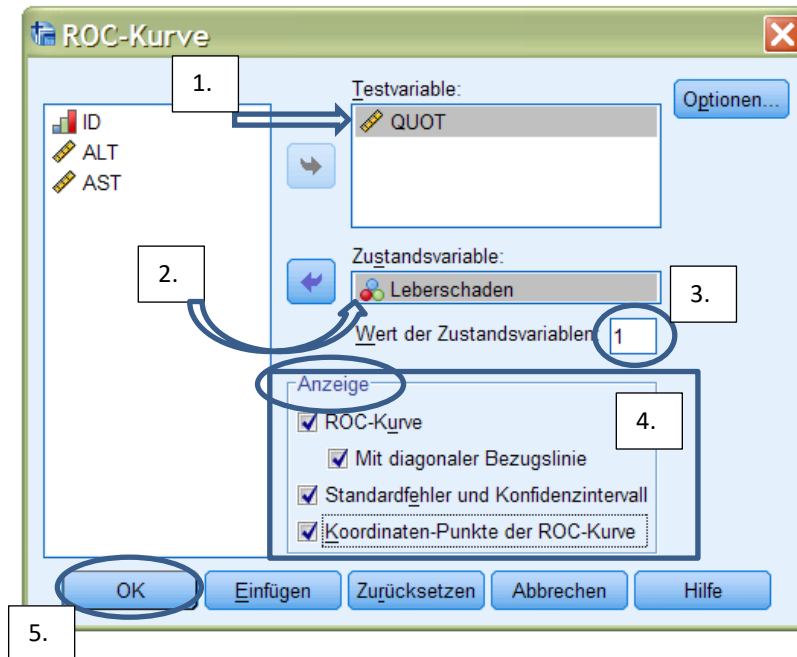 ROC-Kurve
1.
Testvariable:
Optionen...
ID
ALT
AST
QUOT
2.
Zustandsvariable:
Leberschaden
3.
Wert der Zustandsvariablen:
1
Anzeige
ROC-Kurve
4.
Mit diagonaler Bezugslinie
Standardfehler und Konfidenzintervall
Koordinaten-Punkte der ROC-Kurve
OK
Einfügen
Zurücksetzen
Abbrechen
Hilfe
5.